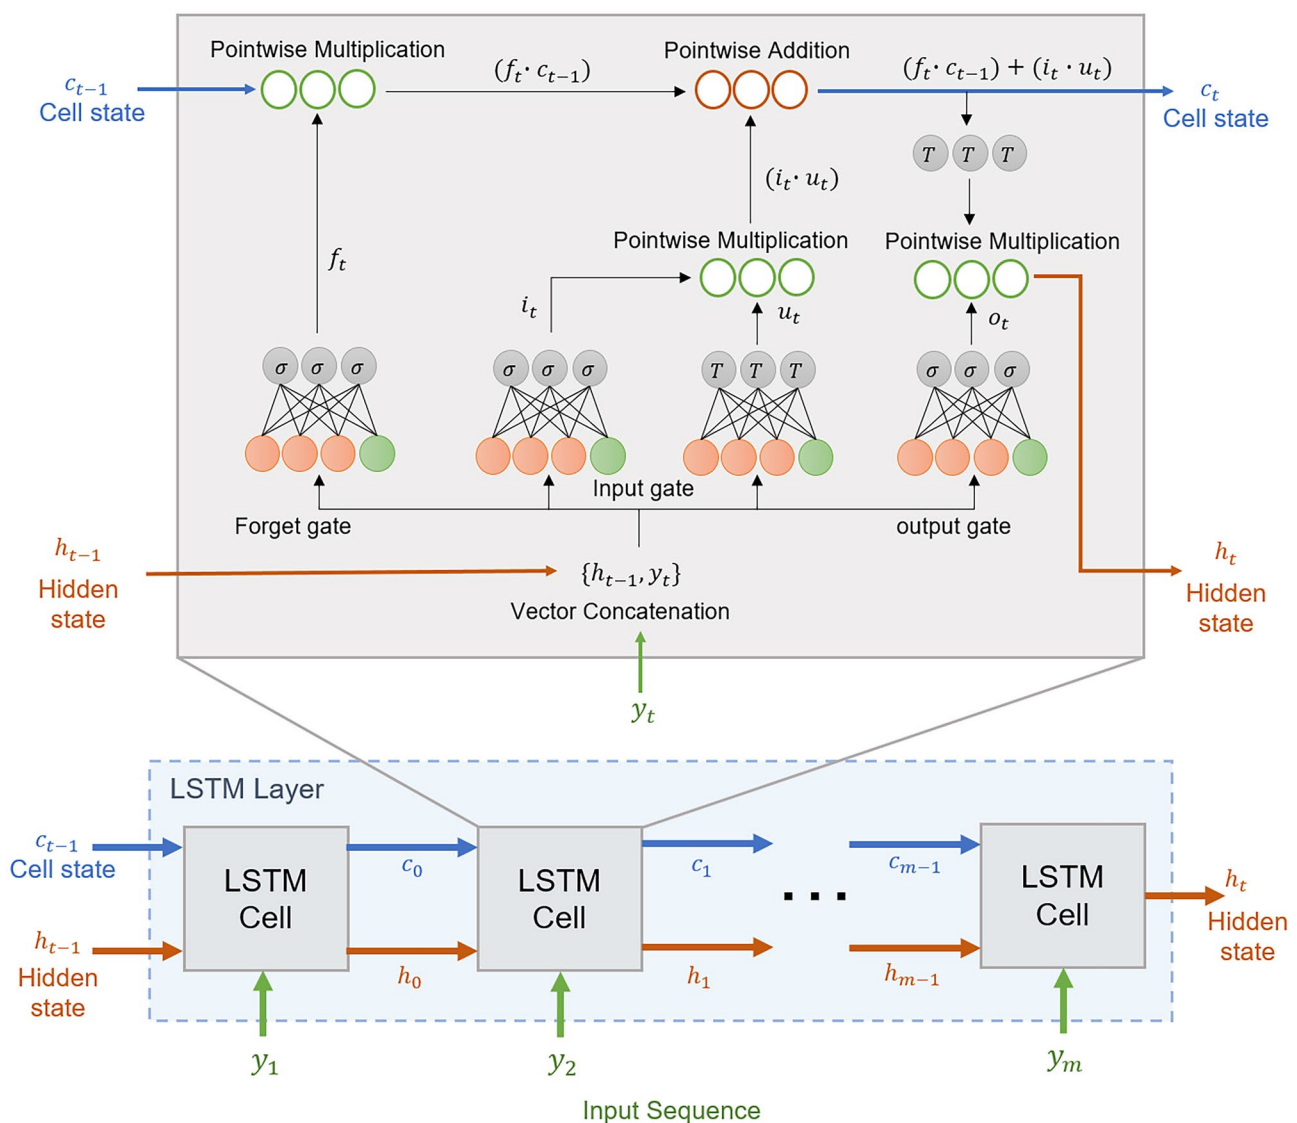 Pointwise Multiplication
Pointwise Addition
c_{t−1}
Cell state
(f_t · c_{t−1})
(f_t · c_{t−1}) + (i_t · u_t)
c_t
Cell state
T T T
(i_t · u_t)
Pointwise Multiplication
Pointwise Multiplication
f_t
i_t
u_t
o_t
σ σ σ
σ σ σ
T T T
σ σ σ
Input gate
Forget gate
output gate
h_{t−1}
Hidden
state
{h_{t−1}, y_t}
Vector Concatenation
h_t
Hidden
state
y_t
LSTM Layer
c_{t−1}
Cell state
h_{t−1}
Hidden
state
LSTM
Cell
c_0
h_0
LSTM
Cell
c_1
h_1
...
c_{m−1}
h_{m−1}
LSTM
Cell
h_t
Hidden
state
y_1
y_2
y_m
Input Sequence